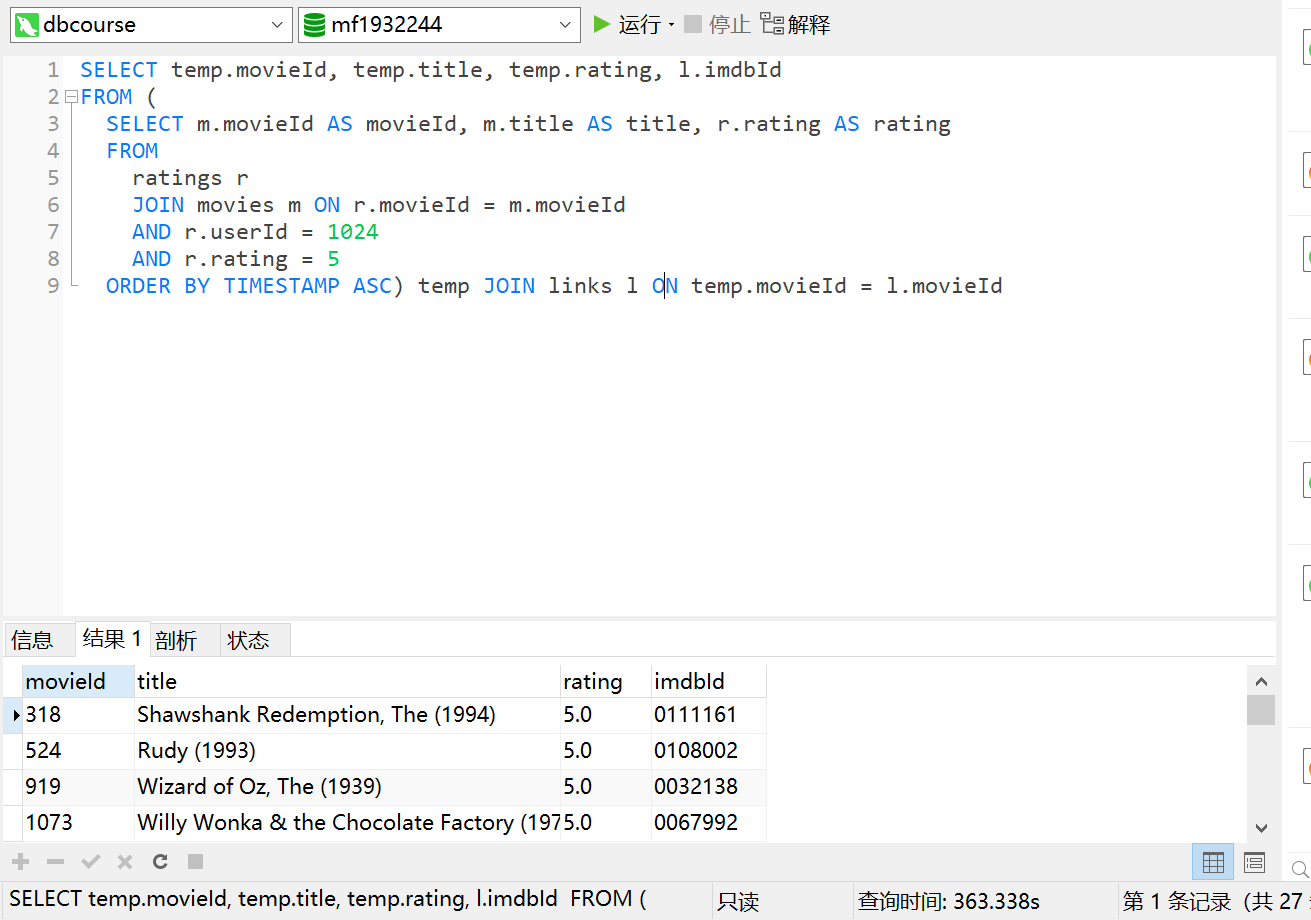 dbcourse mf1932244 运行 停止 解释
1 SELECT temp.movieId, temp.title, temp.rating, l.imdbId
2 FROM (
3 SELECT m.movieId AS movieId, m.title AS title, r.rating AS rating
4 FROM
5 ratings r
6 JOIN movies m ON r.movieId = m.movieId
7 AND r.userId = 1024
8 AND r.rating = 5
9 ORDER BY TIMESTAMP ASC) temp JOIN links l ON temp.movieId = l.movieId
信息 结果 1 剖析 状态
movieId title rating imdbId
318 Shawshank Redemption, The (1994) 5.0 0111161
524 Rudy (1993) 5.0 0108002
919 Wizard of Oz, The (1939) 5.0 0032138
1073 Willy Wonka & the Chocolate Factory (197 5.0 0067992
SELECT temp.movieId, temp.title, temp.rating, l.imdbId FROM ( 只读 查询时间: 363.338s 第 1 条记录 (共 27